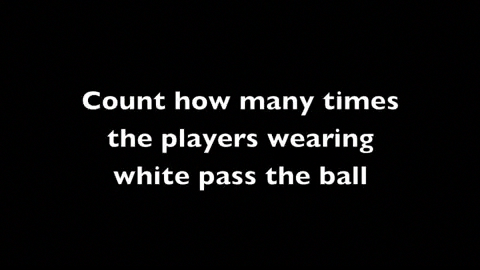 Count how many times
the players wearing
white pass the ball